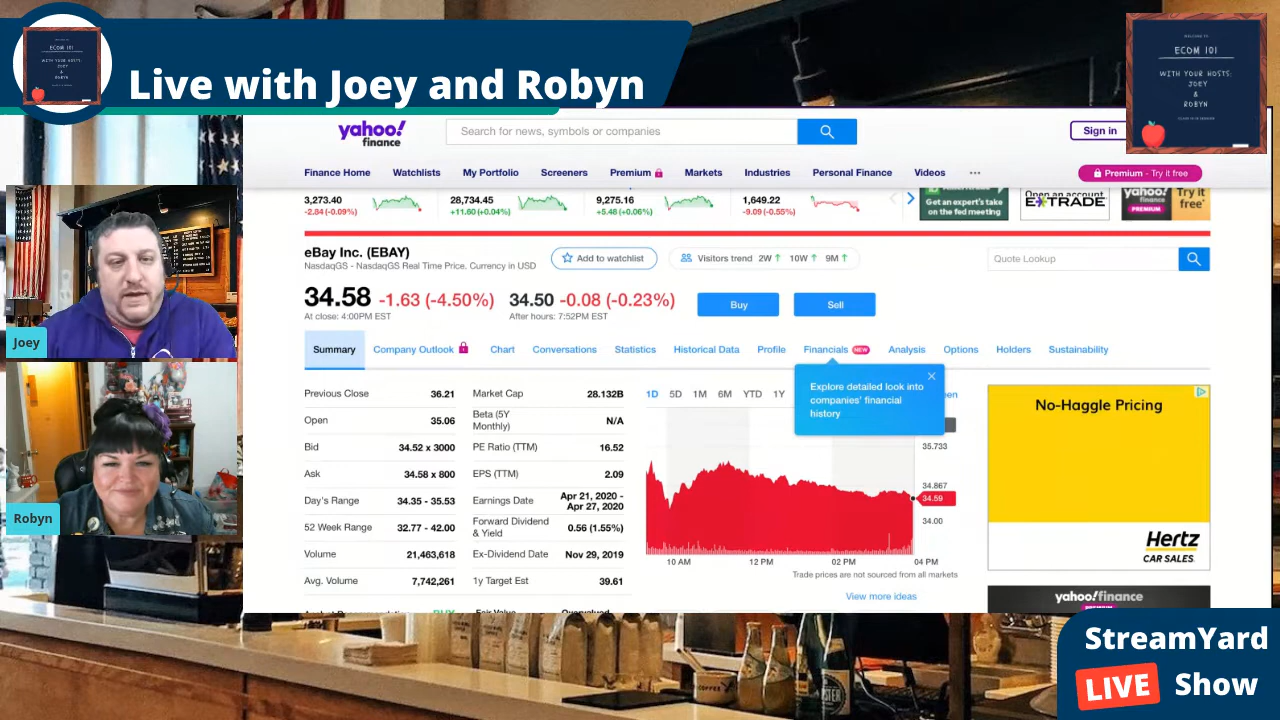 Live with Joey and Robyn
ECOM 101
WITH YOUR HOSTS:
JOEY
&
ROBYN
WELCOME TO
ECOM 101
WITH YOUR HOSTS:
JOEY
&
ROBYN
yahoo!
finance
Search for news, symbols or companies
Sign in
Finance Home Watchlists My Portfolio Screeners Premium Markets Industries Personal Finance Videos ...
Premium - Try it free
3,273.40 28,734.45 9,275.16 1,649.22
-2.84 (-0.09%) +11.60 (+0.04%) +5.48 (+0.06%) -9.09 (-0.55%)
Get an expert's take
on the fed meeting
Open an account
E*TRADE
yahoo!
finance
PREMIUM
Try it
free*
eBay Inc. (EBAY)
NasdaqGS - NasdaqGS Real Time Price. Currency in USD
Add to watchlist
Visitors trend 2W ↑ 10W ↑ 9M ↑
Quote Lookup
34.58 -1.63 (-4.50%) 34.50 -0.08 (-0.23%)
At close: 4:00PM EST After hours: 7:52PM EST
Buy Sell
Summary Company Outlook Chart Conversations Statistics Historical Data Profile Financials NEW Analysis Options Holders Sustainability
Explore detailed look into
companies' financial
history
Previous Close 36.21 Market Cap 28.132B
Open 35.06 Beta (5Y Monthly) N/A
Bid 34.52 x 3000 PE Ratio (TTM) 16.52
Ask 34.58 x 800 EPS (TTM) 2.09
Day's Range 34.35 - 35.53 Earnings Date Apr 21, 2020 - Apr 27, 2020
52 Week Range 32.77 - 42.00 Forward Dividend & Yield 0.56 (1.55%)
Volume 21,463,618 Ex-Dividend Date Nov 29, 2019
Avg. Volume 7,742,261 1y Target Est 39.61
1D 5D 1M 6M YTD 1Y
35.733
34.867
34.59
34.00
10 AM 12 PM 02 PM 04 PM
Trade prices are not sourced from all markets
View more ideas
No-Haggle Pricing
Hertz
CAR SALES.
yahoo!finance
PREMIUM
Joey
Robyn
StreamYard
LIVE Show